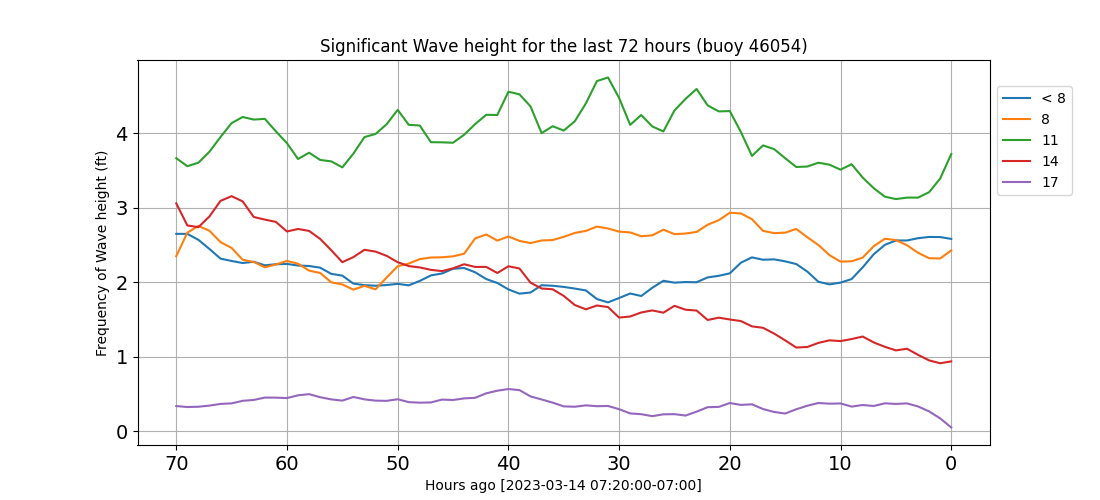 Significant Wave height for the last 72 hours (buoy 46054)
Frequency of Wave height (ft)
4
3
2
1
0
70 60 50 40 30 20 10 0
Hours ago [2023-03-14 07:20:00-07:00]
< 8
8
11
14
17